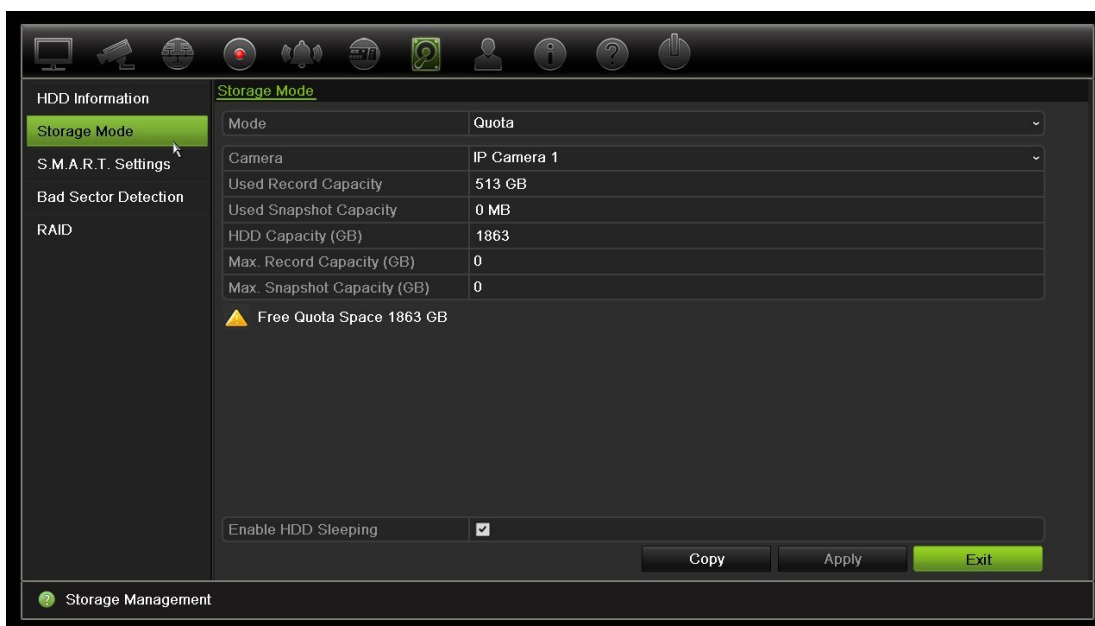 HDD Information
Storage Mode
S.M.A.R.T. Settings
Bad Sector Detection
RAID
Storage Mode
Mode Quota
Camera IP Camera 1
Used Record Capacity 513 GB
Used Snapshot Capacity 0 MB
HDD Capacity (GB) 1863
Max. Record Capacity (GB) 0
Max. Snapshot Capacity (GB) 0
Free Quota Space 1863 GB
Enable HDD Sleeping
Copy Apply Exit
Storage Management